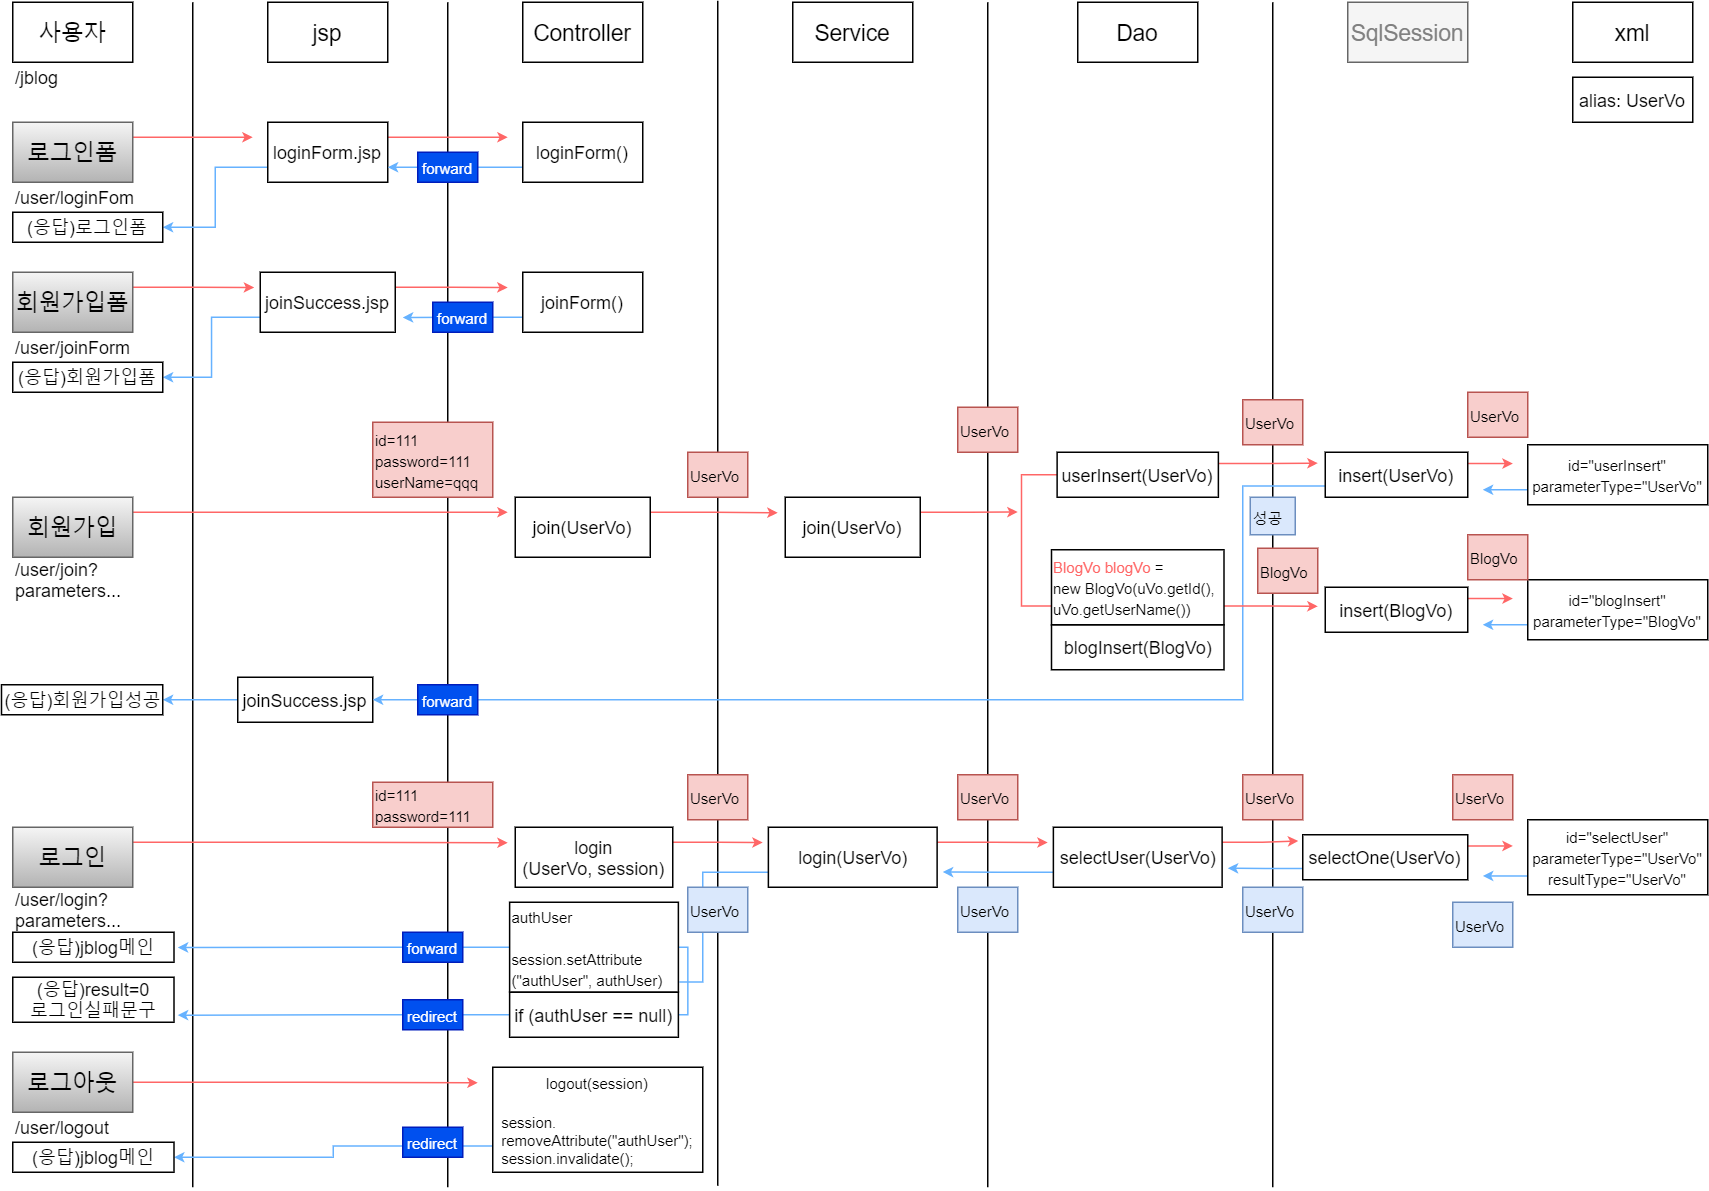 사용자
jsp
Controller
Service
Dao
SqlSession
xml
/jblog
alias: UserVo
로그인폼
loginForm.jsp
loginForm()
forward
/user/loginFom
(응답)로그인폼
회원가입폼
joinSuccess.jsp
joinForm()
forward
/user/joinForm
(응답)회원가입폼
id=111
password=111
userName=qqq
UserVo
UserVo
UserVo
UserVo
회원가입
join(UserVo)
join(UserVo)
userInsert(UserVo)
insert(UserVo)
id="userInsert"
parameterType="UserVo"
성공
/user/join?
parameters...
BlogVo blogVo =
new BlogVo(uVo.getId(),
uVo.getUserName())
blogInsert(BlogVo)
BlogVo
insert(BlogVo)
BlogVo
id="blogInsert"
parameterType="BlogVo"
(응답)회원가입성공
joinSuccess.jsp
forward
id=111
password=111
UserVo
UserVo
UserVo
UserVo
로그인
login
(UserVo, session)
login(UserVo)
selectUser(UserVo)
selectOne(UserVo)
id="selectUser"
parameterType="UserVo"
resultType="UserVo"
/user/login?
parameters...
UserVo
UserVo
UserVo
UserVo
authUser
session.setAttribute
("authUser", authUser)
if (authUser == null)
forward
(응답)jblog메인
redirect
(응답)result=0
로그인실패문구
로그아웃
logout(session)
session.
removeAttribute("authUser");
session.invalidate();
/user/logout
redirect
(응답)jblog메인